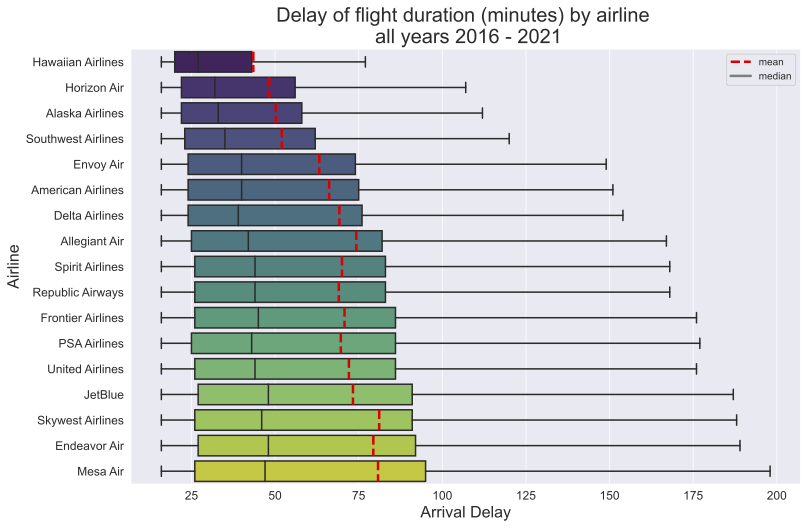 Delay of flight duration (minutes) by airline
all years 2016 - 2021
mean
median
Airline
Hawaiian Airlines
Horizon Air
Alaska Airlines
Southwest Airlines
Envoy Air
American Airlines
Delta Airlines
Allegiant Air
Spirit Airlines
Republic Airways
Frontier Airlines
PSA Airlines
United Airlines
JetBlue
Skywest Airlines
Endeavor Air
Mesa Air
25 50 75 100 125 150 175 200
Arrival Delay